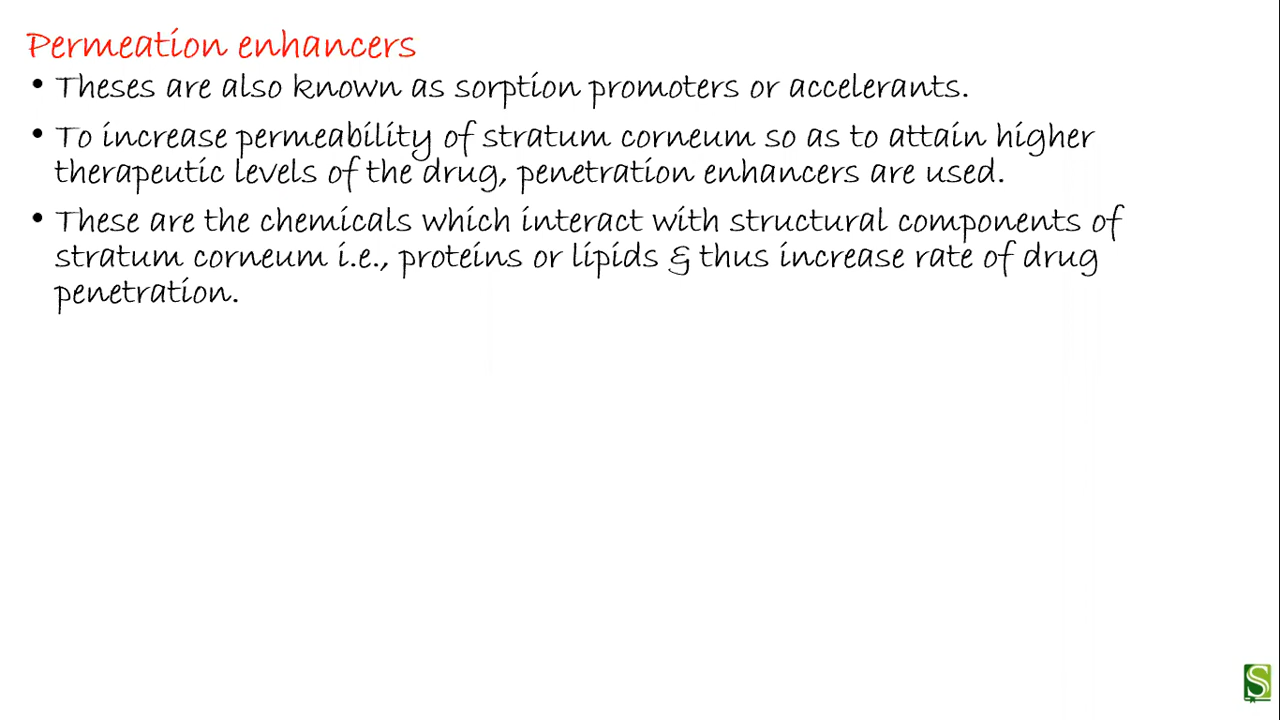 Permeation enhancers
• Theses are also known as sorption promoters or accelerants.
• To increase permeability of stratum corneum so as to attain higher
therapeutic levels of the drug, penetration enhancers are used.
• These are the chemicals which interact with structural components of
stratum corneum i.e., proteins or lipids & thus increase rate of drug
penetration.
S